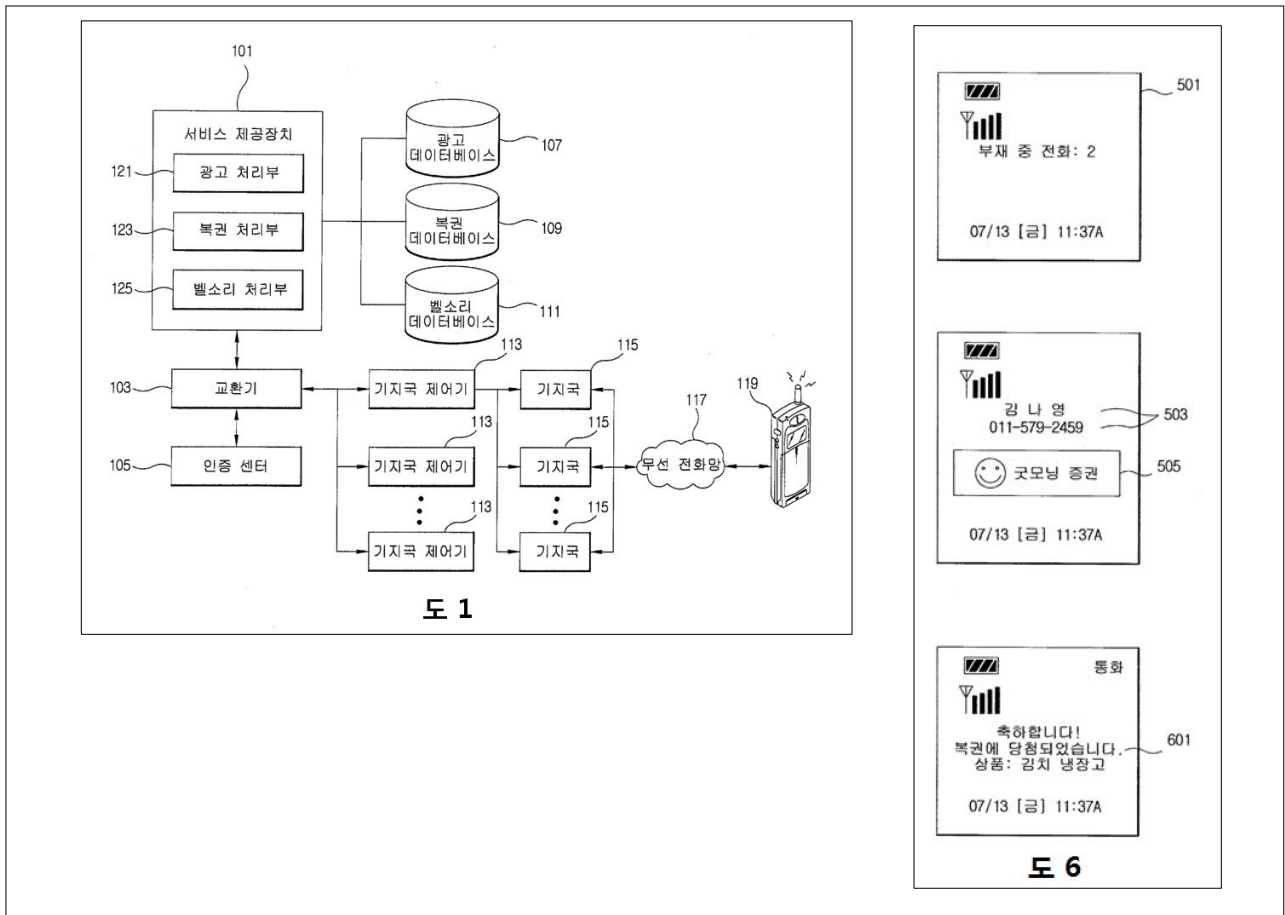 101
서비스 제공장치
121
광고 처리부
123
복권 처리부
125
벨소리 처리부
광고
데이터베이스
107
복권
데이터베이스
109
벨소리
데이터베이스
111
103
교환기
105
인증 센터
113
기지국 제어기
113
기지국 제어기
113
기지국 제어기
115
기지국
115
기지국
115
기지국
117
무선 전화망
119
도 1
501
부재 중 전화: 2
07/13 [금] 11:37A
김 나 영
011-579-2459
503
굿모닝 증권
505
07/13 [금] 11:37A
통화
축하합니다!
복권에 당첨되었습니다.
상품: 김치 냉장고
601
07/13 [금] 11:37A
도 6